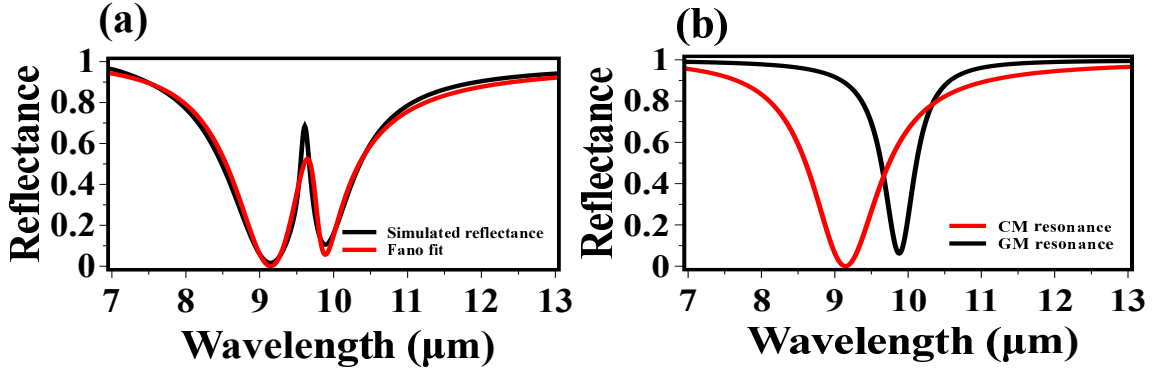 (a)
Reflectance
1
0.8
0.6
0.4
0.2
0
Simulated reflectance
Fano fit
7 8 9 10 11 12 13
Wavelength (μm)
(b)
Reflectance
1
0.8
0.6
0.4
0.2
0
CM resonance
GM resonance
7 8 9 10 11 12 13
Wavelength (μm)